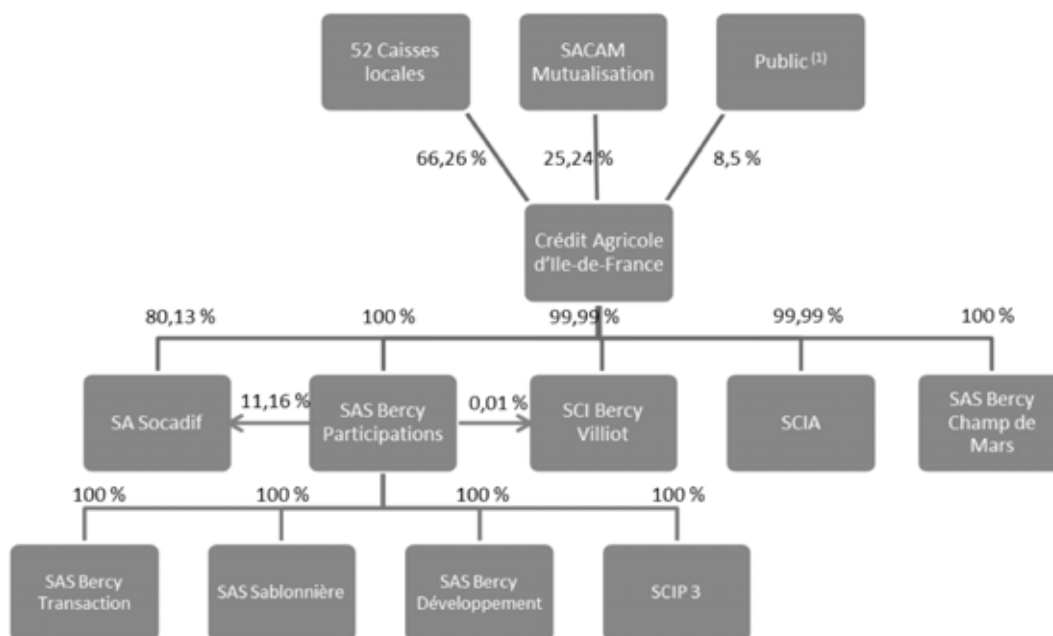 52 Caisses
locales
SACAM
Mutualisation
Public (1)
66,26 %
25,24 %
8,5 %
Crédit Agricole
d'Ile-de-France
80,13 %
100 %
99,99 %
99,99 %
100 %
SA Socadif
11,16 %
SAS Bercy
Participations
0,01 %
SCI Bercy
Villiot
SCIA
SAS Bercy
Champ de
Mars
100 %
100 %
100 %
100 %
SAS Bercy
Transaction
SAS Sablonnière
SAS Bercy
Développement
SCIP 3